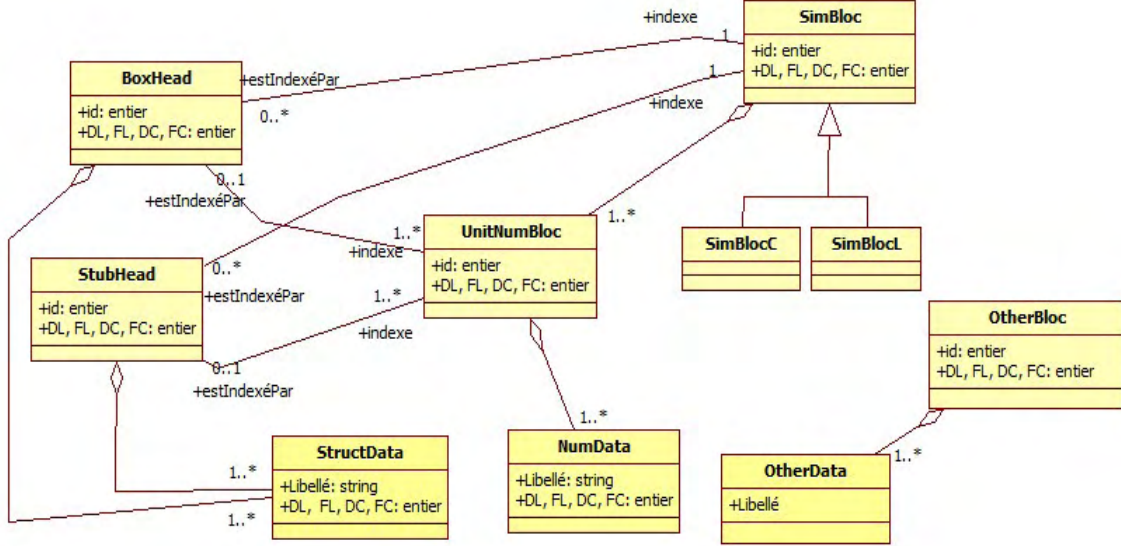 +indexe
SimBloc
1
+id: entier
+DL, FL, DC, FC: entier
BoxHead
+estIndexéPar
1
+id: entier
+indexe
+DL, FL, DC, FC: entier
0..*
0..1
+estIndexéPar
1..*
UnitNumBloc
1..*
SimBlocC
SimBlocL
+indexe
StubHead
0..*
+id: entier
+DL, FL, DC, FC: entier
+estIndexéPar
1..*
+id: entier
+DL, FL, DC, FC: entier
+indexe
OtherBloc
+id: entier
+DL, FL, DC, FC: entier
0..1
+estIndexéPar
1..*
StructData
NumData
1..*
OtherData
1..*
+Libellé: string
+DL, FL, DC, FC: entier
+Libellé: string
+DL, FL, DC, FC: entier
+Libellé
1..*